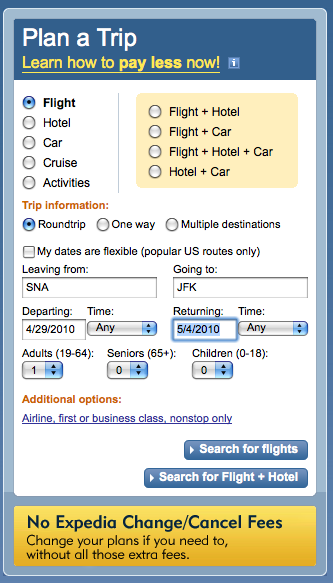 Plan a Trip
Learn how to pay less now! i
Flight
Hotel
Car
Cruise
Activities
Flight + Hotel
Flight + Car
Flight + Hotel + Car
Hotel + Car
Trip information:
Roundtrip One way Multiple destinations
My dates are flexible (popular US routes only)
Leaving from: Going to:
SNA JFK
Departing: Time: Returning: Time:
4/29/2010 Any 5/4/2010 Any
Adults (19-64): Seniors (65+): Children (0-18):
1 0 0
Additional options:
Airline, first or business class, nonstop only
Search for flights
Search for Flight + Hotel
No Expedia Change/Cancel Fees
Change your plans if you need to,
without all those extra fees.